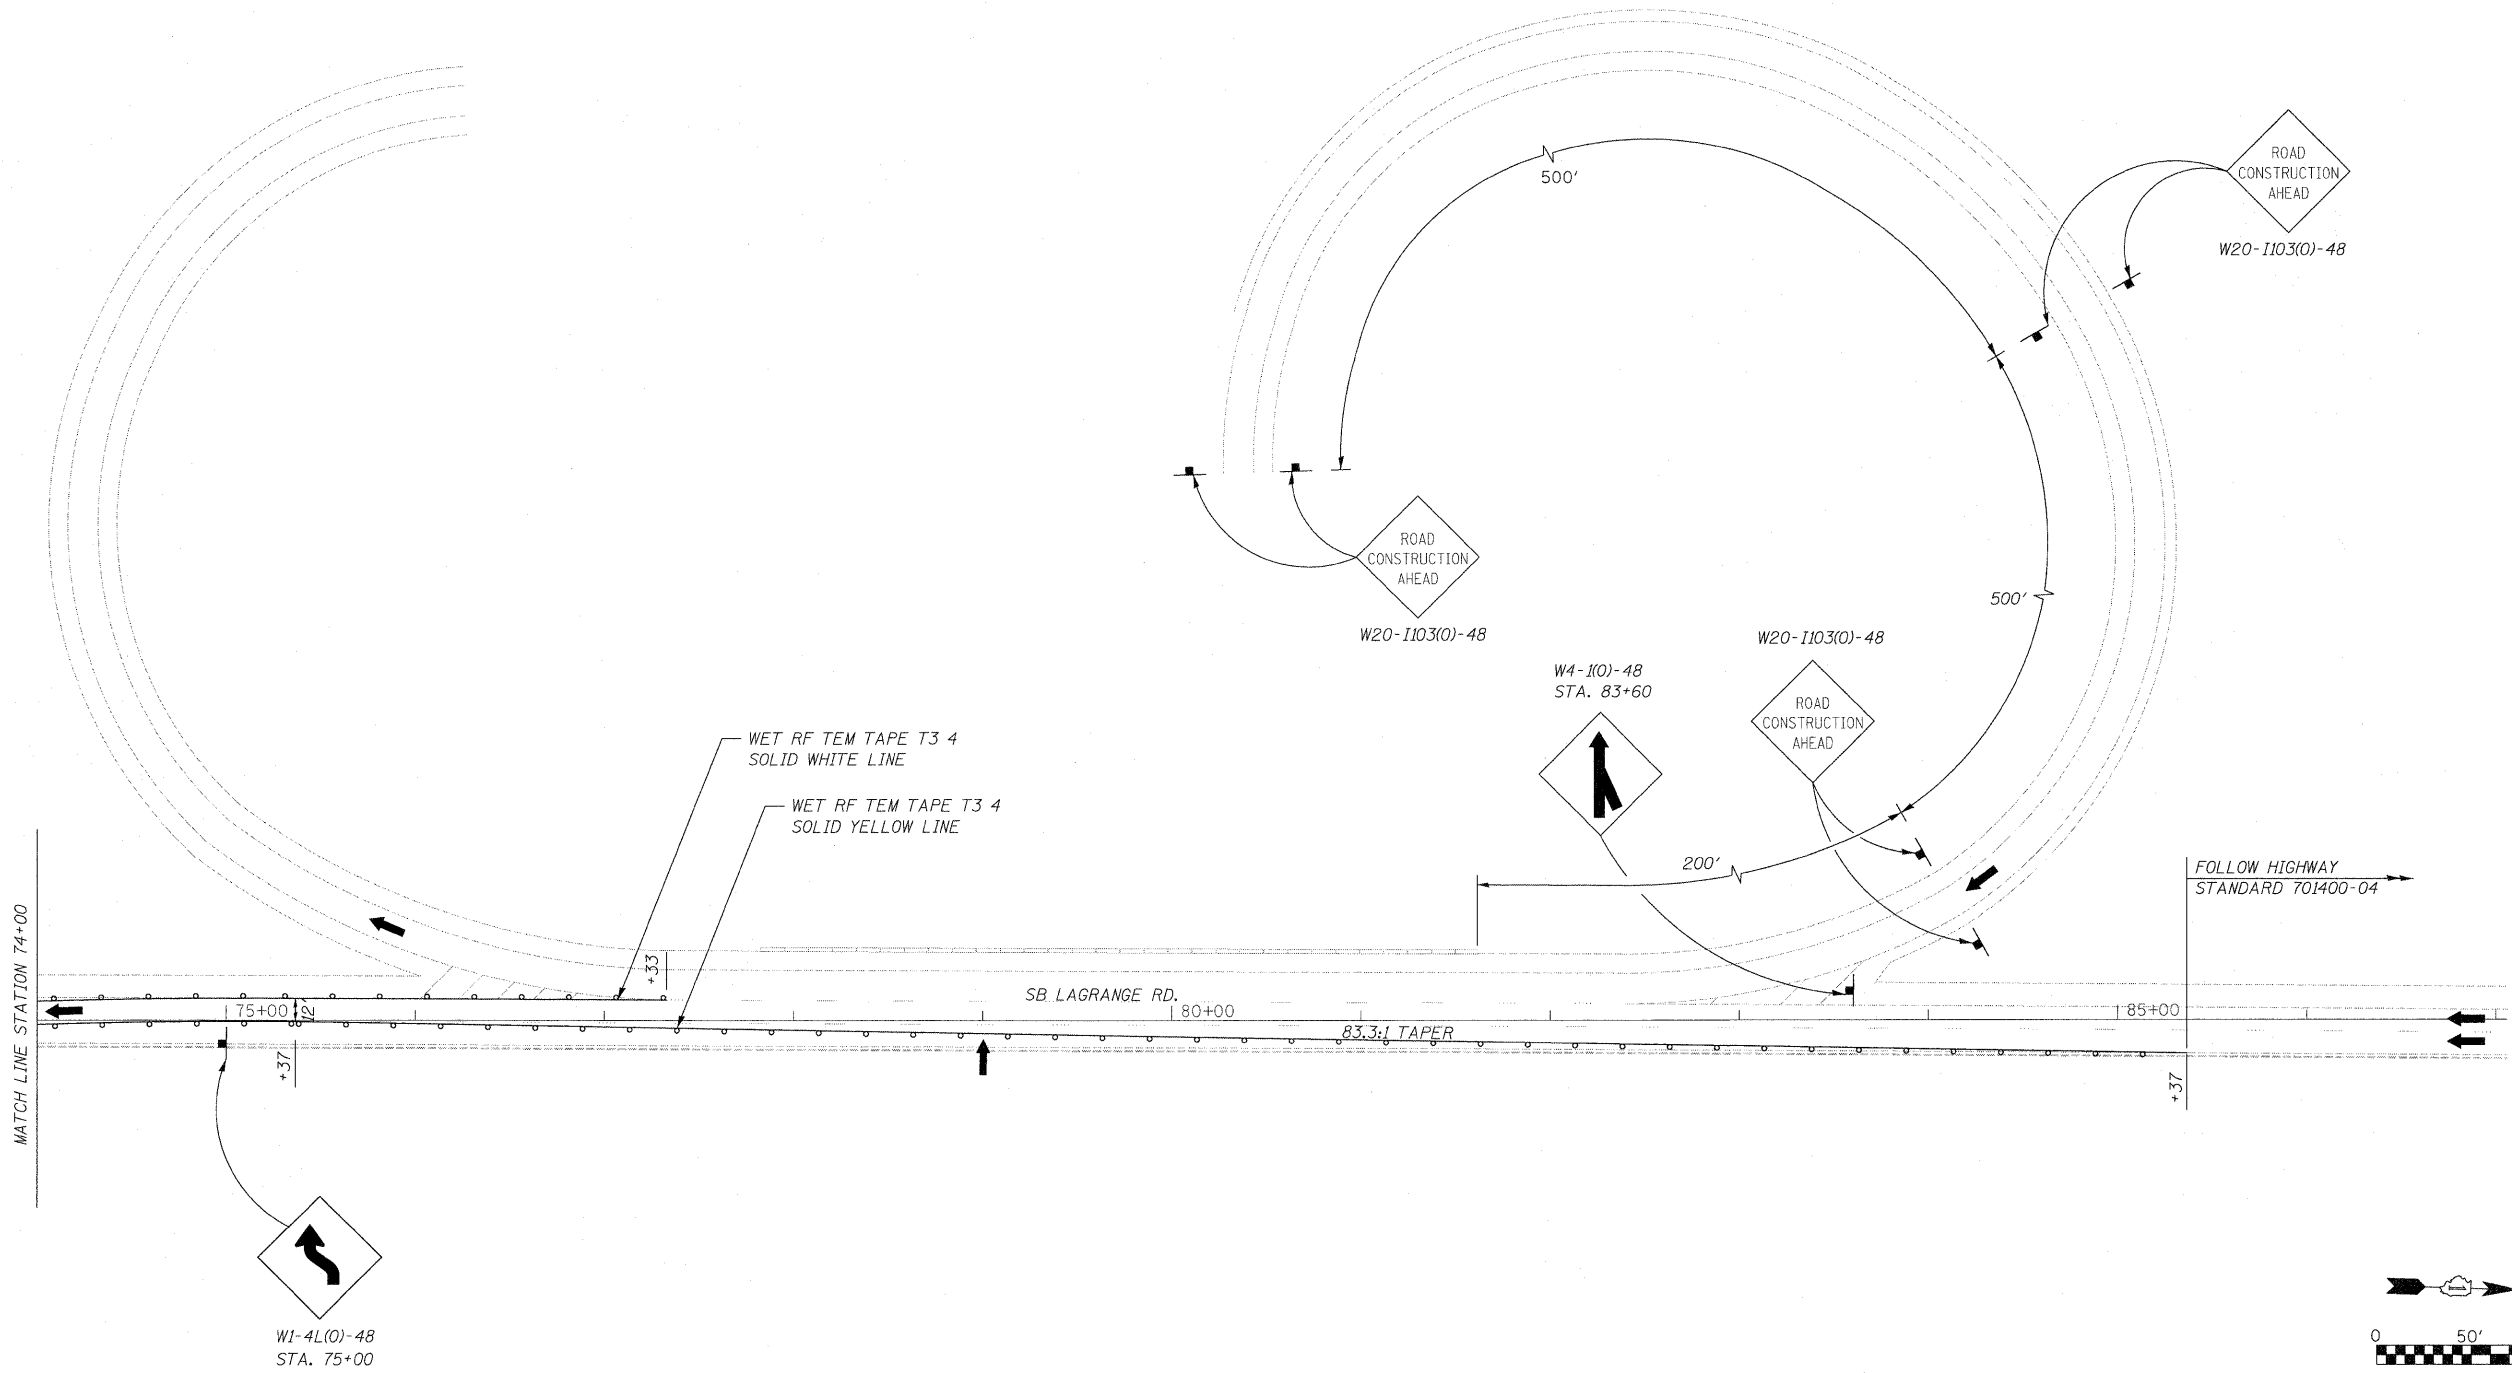 500'
ROAD
CONSTRUCTION
AHEAD
W20-I103(O)-48
ROAD
CONSTRUCTION
AHEAD
W20-I103(O)-48
500'
W20-I103(O)-48
ROAD
CONSTRUCTION
AHEAD
W4-1(O)-48
STA. 83+60
WET RF TEM TAPE T3 4
SOLID WHITE LINE
WET RF TEM TAPE T3 4
SOLID YELLOW LINE
200'
FOLLOW HIGHWAY
STANDARD 701400-04
MATCH LINE STATION 74+00
+33
SB LAGRANGE RD.
75+00
12'
80+00
85+00
83.3:1 TAPER
+37
+37
W1-4L(O)-48
STA. 75+00
0 50'